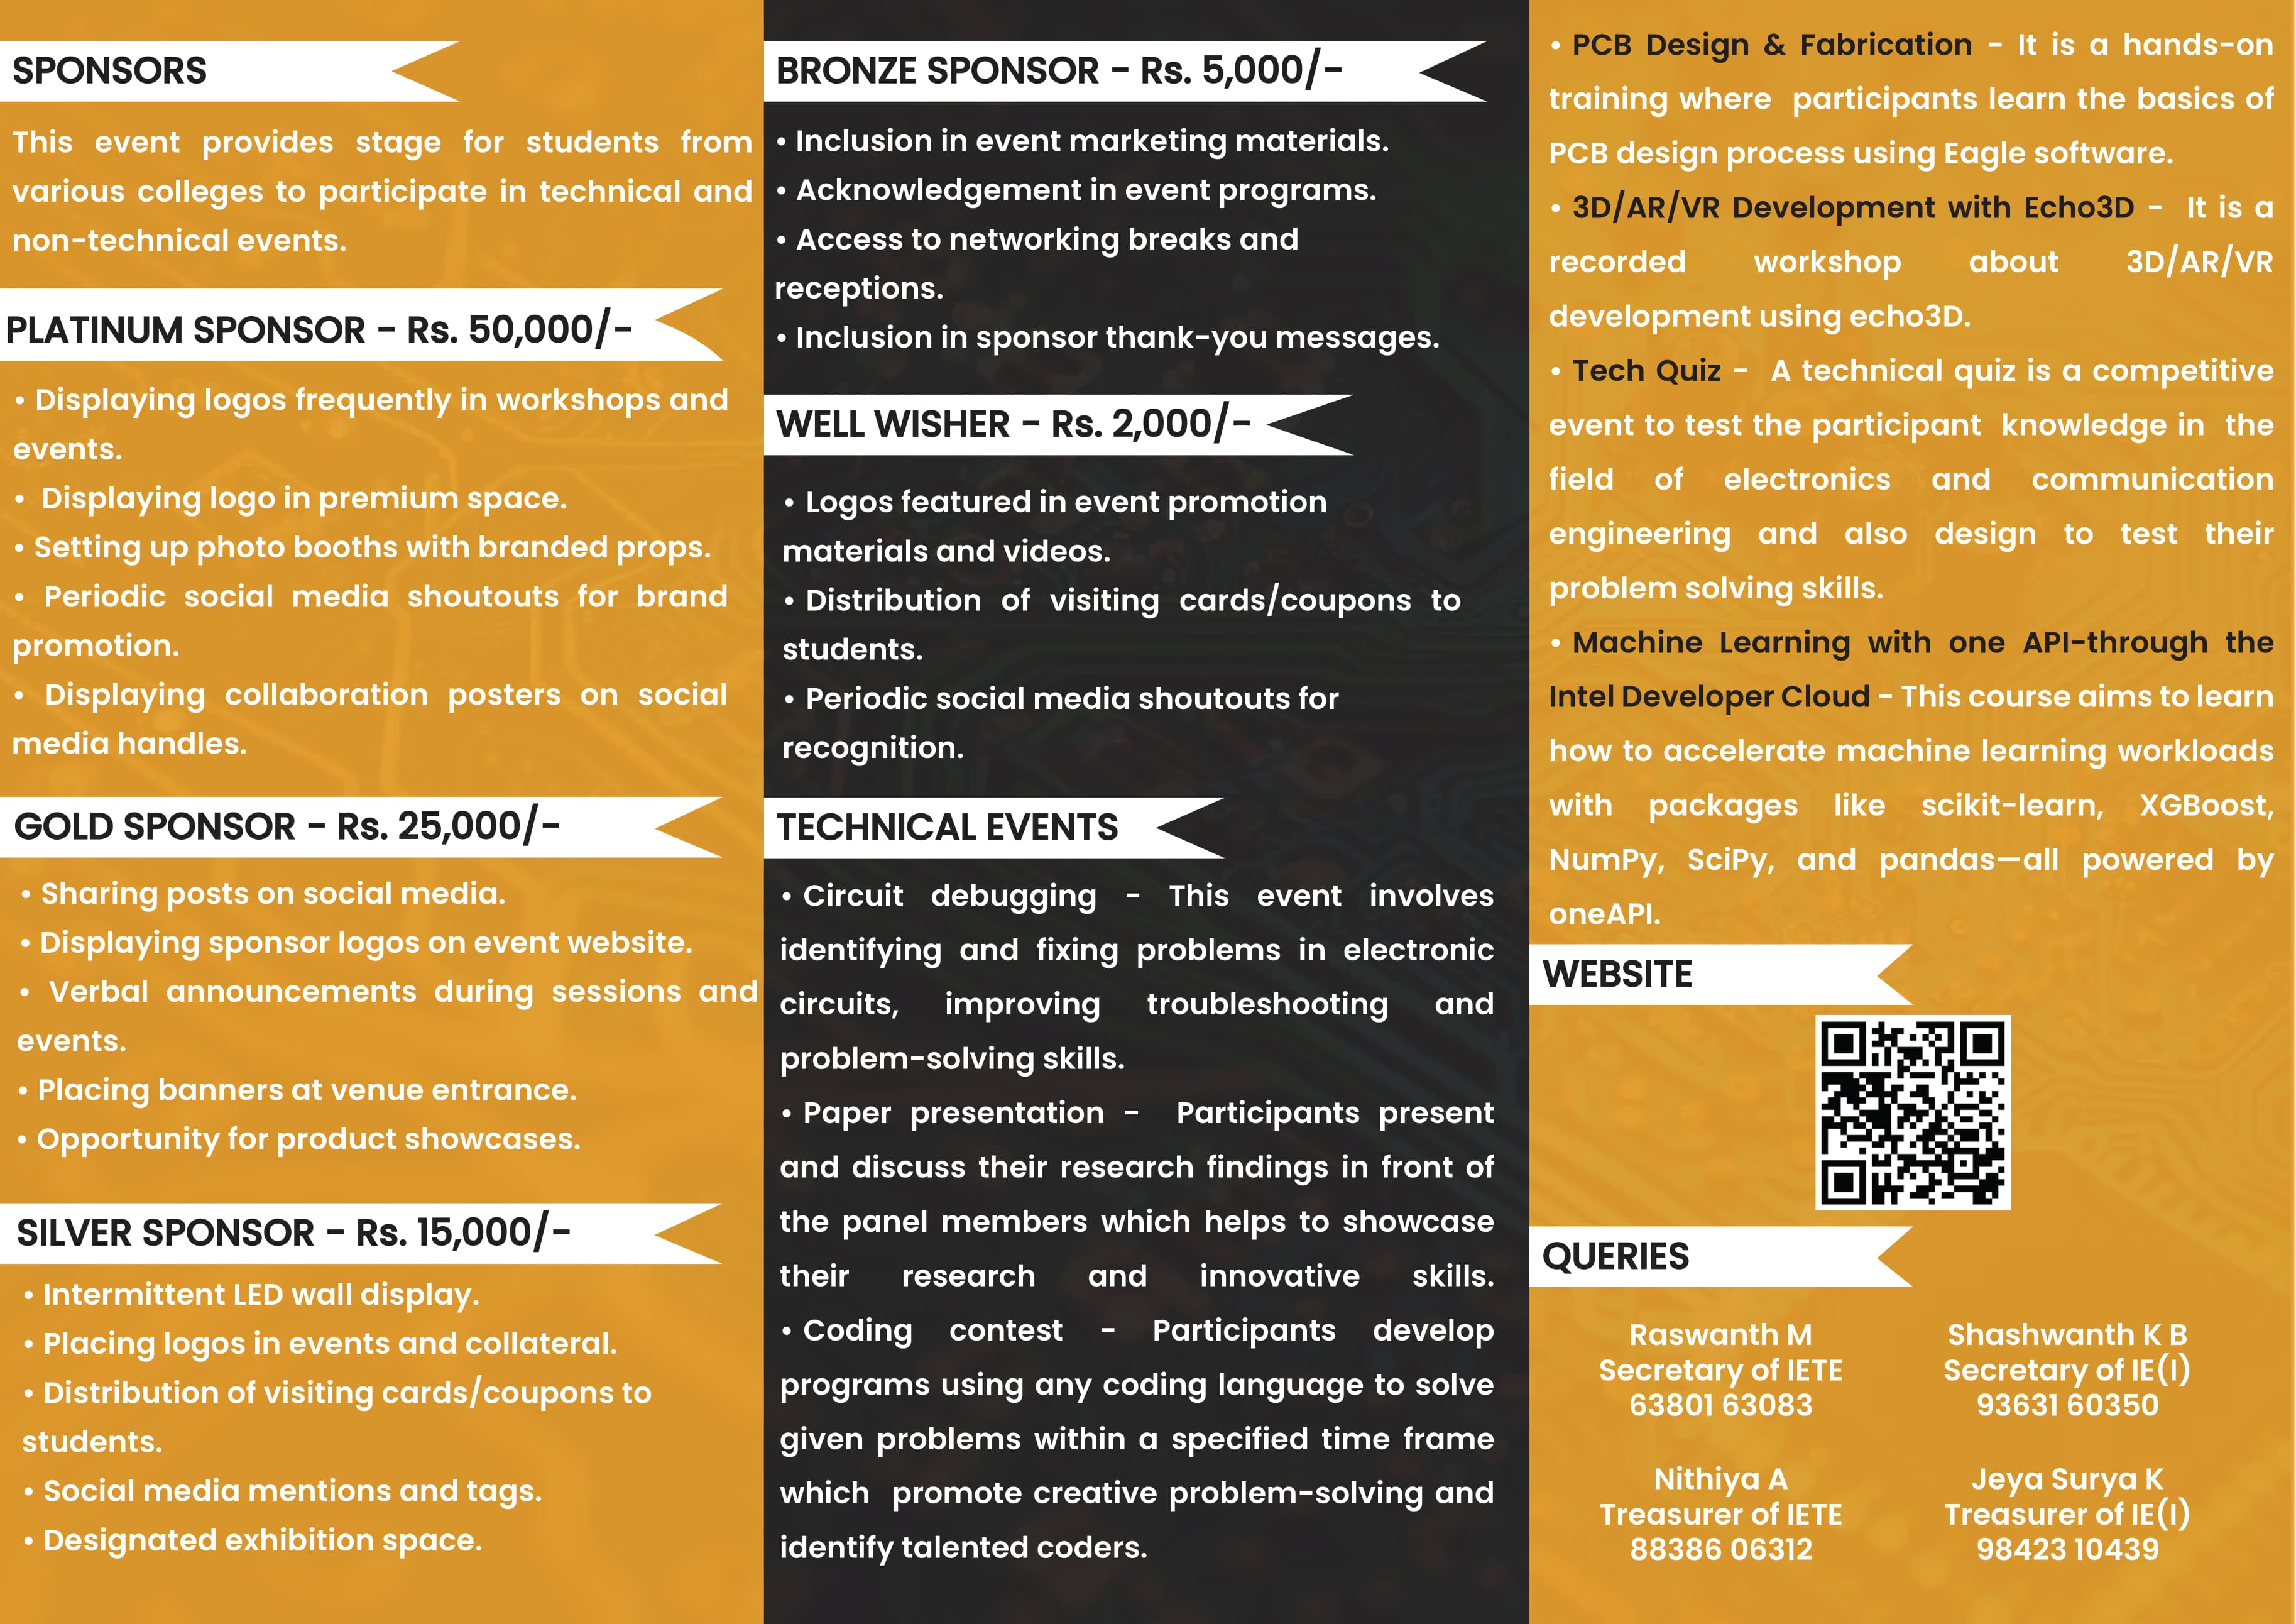 SPONSORS
This event provides stage for students from
various colleges to participate in technical and
non-technical events.
PLATINUM SPONSOR - Rs. 50,000/-
• Displaying logos frequently in workshops and
events.
• Displaying logo in premium space.
• Setting up photo booths with branded props.
• Periodic social media shoutouts for brand
promotion.
• Displaying collaboration posters on social
media handles.
GOLD SPONSOR - Rs. 25,000/-
• Sharing posts on social media.
• Displaying sponsor logos on event website.
• Verbal announcements during sessions and
events.
• Placing banners at venue entrance.
• Opportunity for product showcases.
SILVER SPONSOR - Rs. 15,000/-
• Intermittent LED wall display.
• Placing logos in events and collateral.
• Distribution of visiting cards/coupons to
students.
• Social media mentions and tags.
• Designated exhibition space.
BRONZE SPONSOR - Rs. 5,000/-
• Inclusion in event marketing materials.
• Acknowledgement in event programs.
• Access to networking breaks and
receptions.
• Inclusion in sponsor thank-you messages.
WELL WISHER - Rs. 2,000/-
• Logos featured in event promotion
materials and videos.
• Distribution of visiting cards/coupons to
students.
• Periodic social media shoutouts for
recognition.
TECHNICAL EVENTS
• Circuit debugging - This event involves
identifying and fixing problems in electronic
circuits, improving troubleshooting and
problem-solving skills.
• Paper presentation - Participants present
and discuss their research findings in front of
the panel members which helps to showcase
their research and innovative skills.
• Coding contest - Participants develop
programs using any coding language to solve
given problems within a specified time frame
which promote creative problem-solving and
identify talented coders.
• PCB Design & Fabrication - It is a hands-on
training where participants learn the basics of
PCB design process using Eagle software.
• 3D/AR/VR Development with Echo3D - It is a
recorded workshop about 3D/AR/VR
development using echo3D.
• Tech Quiz - A technical quiz is a competitive
event to test the participant knowledge in the
field of electronics and communication
engineering and also design to test their
problem solving skills.
• Machine Learning with one API-through the
Intel Developer Cloud - This course aims to learn
how to accelerate machine learning workloads
with packages like scikit-learn, XGBoost,
NumPy, SciPy, and pandas—all powered by
oneAPI.
WEBSITE
QUERIES
Raswanth M
Secretary of IETE
63801 63083
Shashwanth K B
Secretary of IE(I)
93631 60350
Nithiya A
Treasurer of IETE
88386 06312
Jeya Surya K
Treasurer of IE(I)
98423 10439